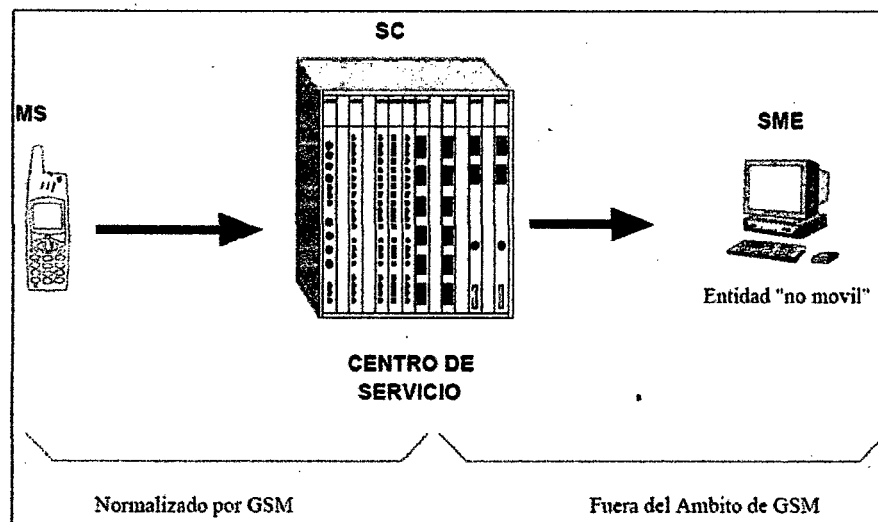 SC
MS
SME
Entidad "no movil"
CENTRO DE
SERVICIO
Normalizado por GSM
Fuera del Ambito de GSM